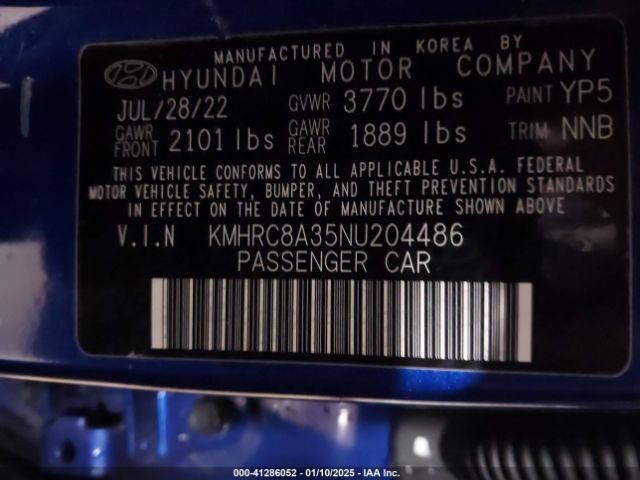 MANUFACTURED IN KOREA BY
HYUNDAI MOTOR COMPANY
JUL/28/22 GVWR 3770 lbs PAINT YP5
GAWR FRONT 2101 lbs GAWR REAR 1889 lbs TRIM NNB
THIS VEHICLE CONFORMS TO ALL APPLICABLE U.S.A. FEDERAL
MOTOR VEHICLE SAFETY, BUMPER, AND THEFT PREVENTION STANDARDS
IN EFFECT ON THE DATE OF MANUFACTURE SHOWN ABOVE
V.I.N KMHRC8A35NU204486
PASSENGER CAR
000-41286052 — 01/10/2025 — IAA Inc.